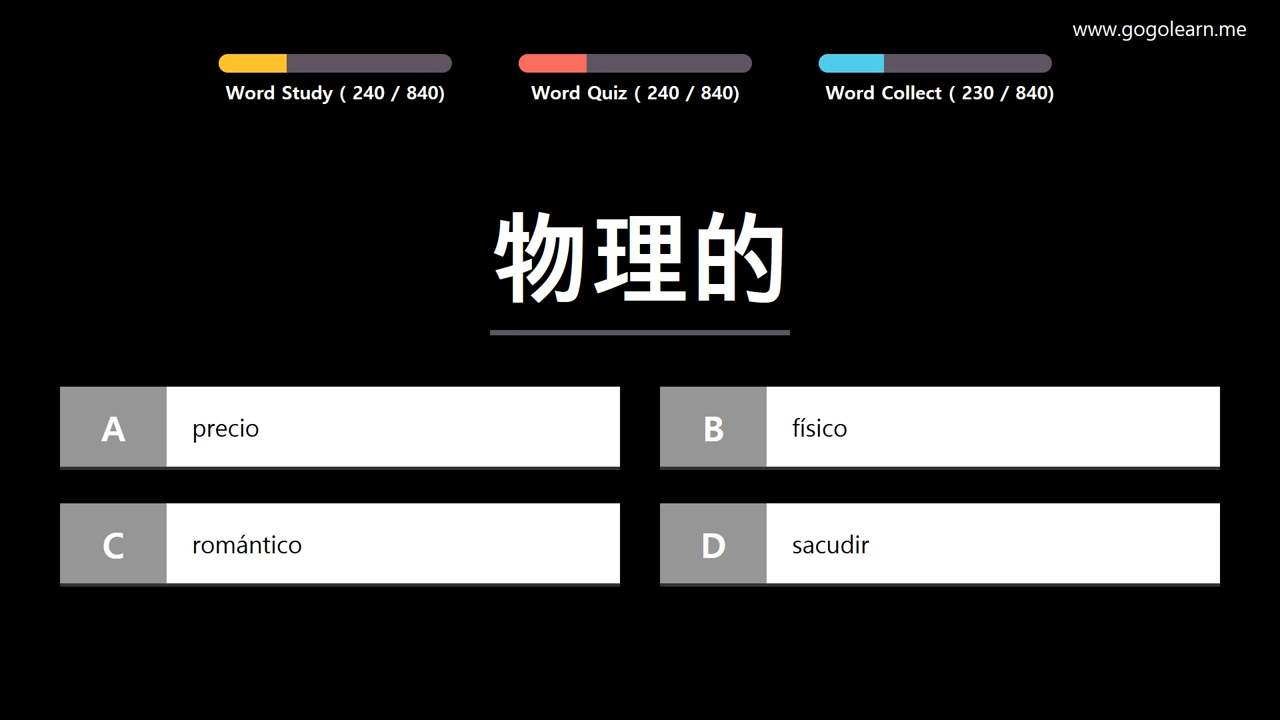 www.gogolearn.me
Word Study ( 240 / 840)
Word Quiz ( 240 / 840)
Word Collect ( 230 / 840)
物理的
A precio
B físico
C romántico
D sacudir